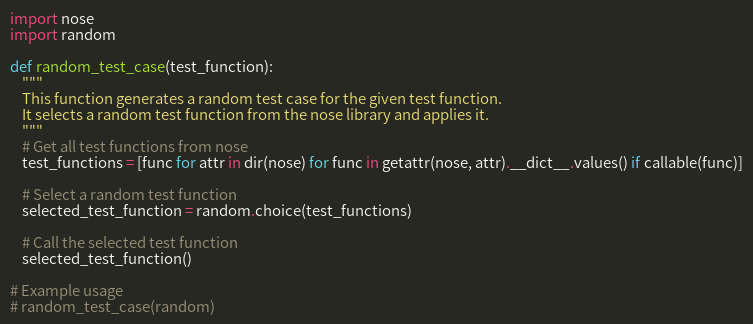 import nose
import random

def random_test_case(test_function):
    """
    This function generates a random test case for the given test function.
    It selects a random test function from the nose library and applies it.
    """
    # Get all test functions from nose
    test_functions = [func for attr in dir(nose) for func in getattr(nose, attr).__dict__.values() if callable(func)]

    # Select a random test function
    selected_test_function = random.choice(test_functions)

    # Call the selected test function
    selected_test_function()

# Example usage
# random_test_case(random)